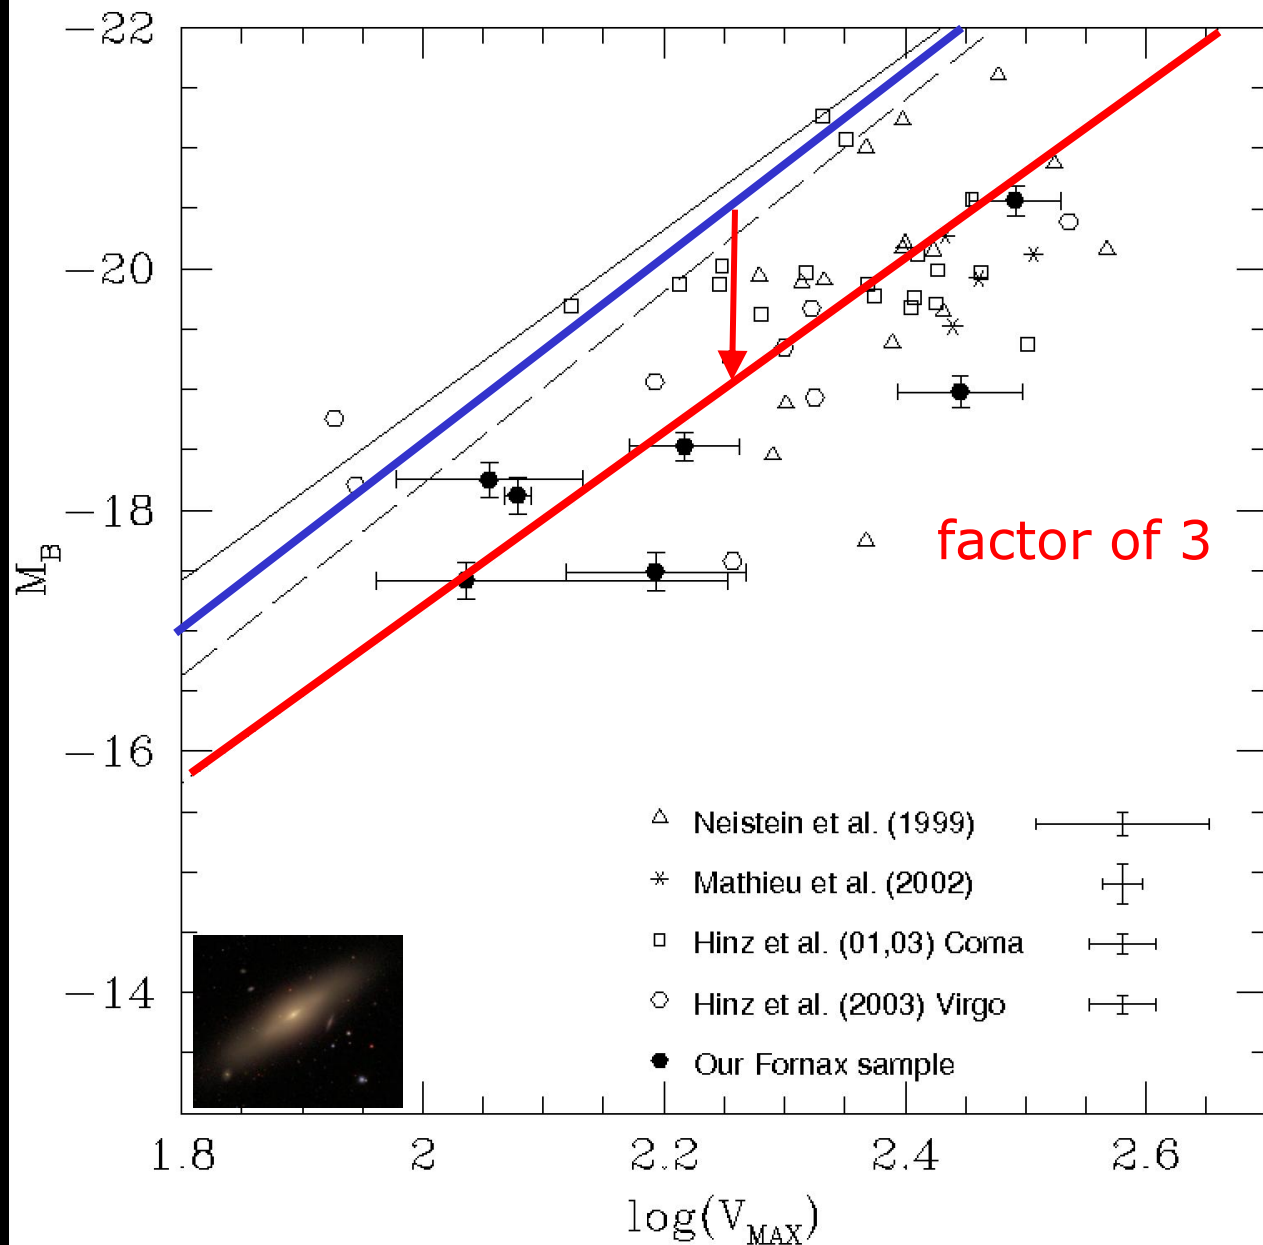 −22
−20
−18
−16
−14
M_B
factor of 3
Neistein et al. (1999)
Mathieu et al. (2002)
Hinz et al. (01,03) Coma
Hinz et al. (2003) Virgo
Our Fornax sample
1.8 2 2.2 2.4 2.6
log(V_MAX)